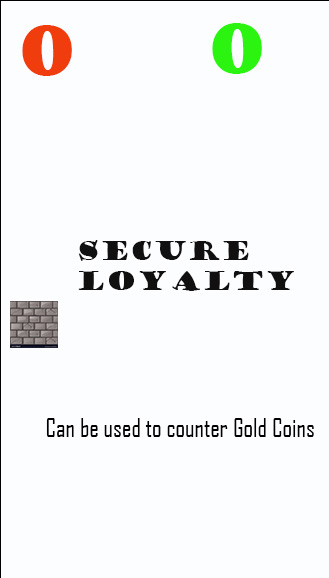 0 0
SECURE
LOYALTY
Can be used to counter Gold Coins